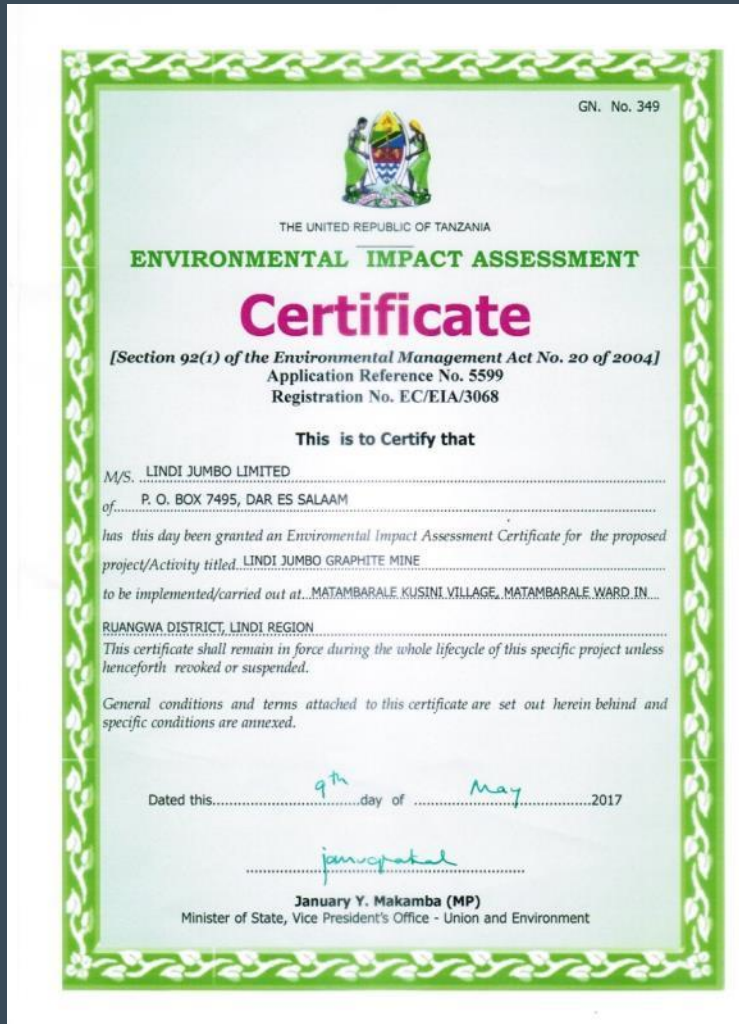 GN. No. 349
THE UNITED REPUBLIC OF TANZANIA
ENVIRONMENTAL IMPACT ASSESSMENT
Certificate
[Section 92(1) of the Environmental Management Act No. 20 of 2004]
Application Reference No. 5599
Registration No. EC/EIA/3068
This is to Certify that
M/S. LINDI JUMBO LIMITED
of P. O. BOX 7495, DAR ES SALAAM
has this day been granted an Enviromental Impact Assessment Certificate for the proposed
project/Activity titled. LINDI JUMBO GRAPHITE MINE
to be implemented/carried out at. MATAMBARALE KUSINI VILLAGE, MATAMBARALE WARD IN
RUANGWA DISTRICT, LINDI REGION
This certificate shall remain in force during the whole lifecycle of this specific project unless
henceforth revoked or suspended.
General conditions and terms attached to this certificate are set out herein behind and
specific conditions are annexed.
Dated this 9th day of May 2017
January Y. Makamba (MP)
Minister of State, Vice President's Office - Union and Environment